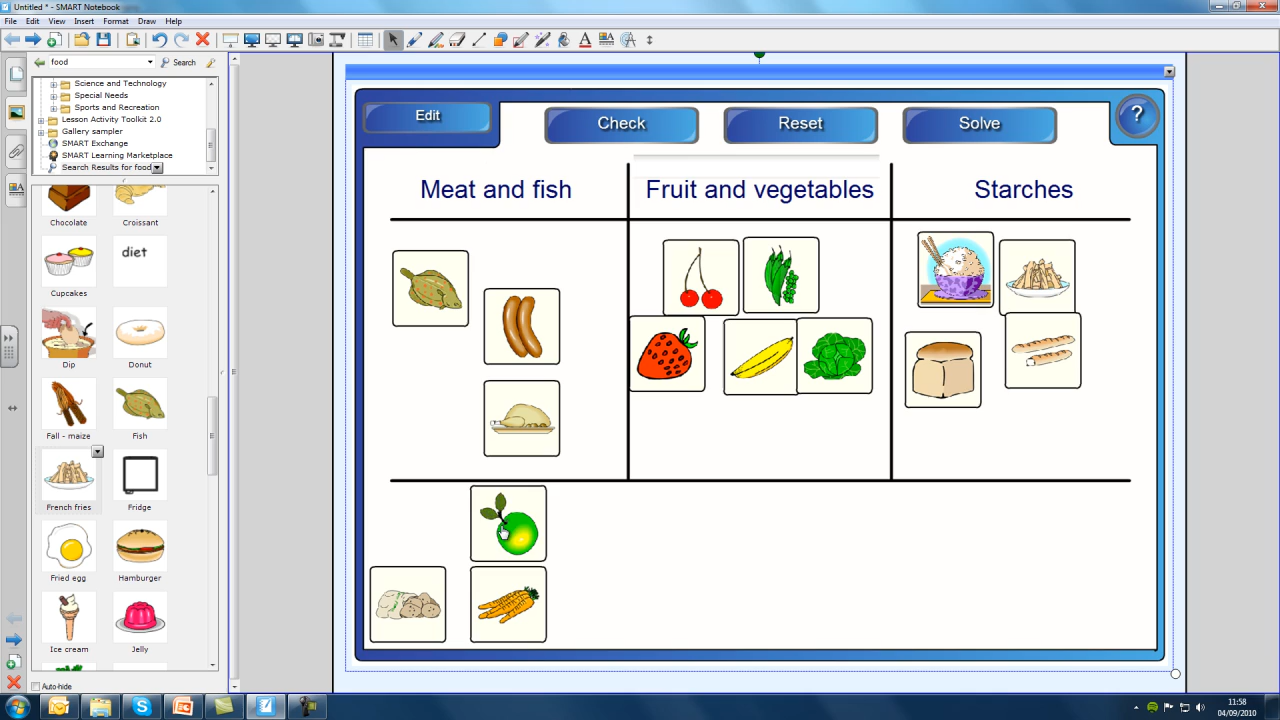 Untitled * - SMART Notebook
File Edit View Insert Format Draw Help
food
Search
Science and Technology
Special Needs
Sports and Recreation
Lesson Activity Toolkit 2.0
Gallery sampler
SMART Exchange
SMART Learning Marketplace
Search Results for food
Chocolate Croissant
diet
Cupcakes
Dip Donut
Fall - maize Fish
French fries Fridge
Fried egg Hamburger
Ice cream Jelly
Auto-hide
Edit Check Reset Solve ?
Meat and fish Fruit and vegetables Starches
11:58
04/09/2010